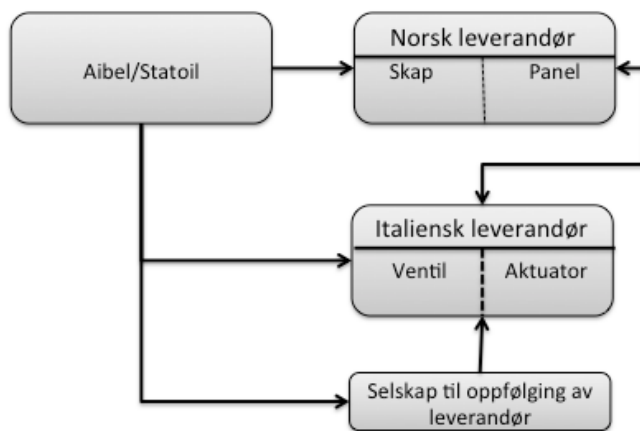 Aibel/Statoil
Norsk leverandør
Skap Panel
Italiensk leverandør
Ventil Aktuator
Selskap til oppfølging av
leverandør